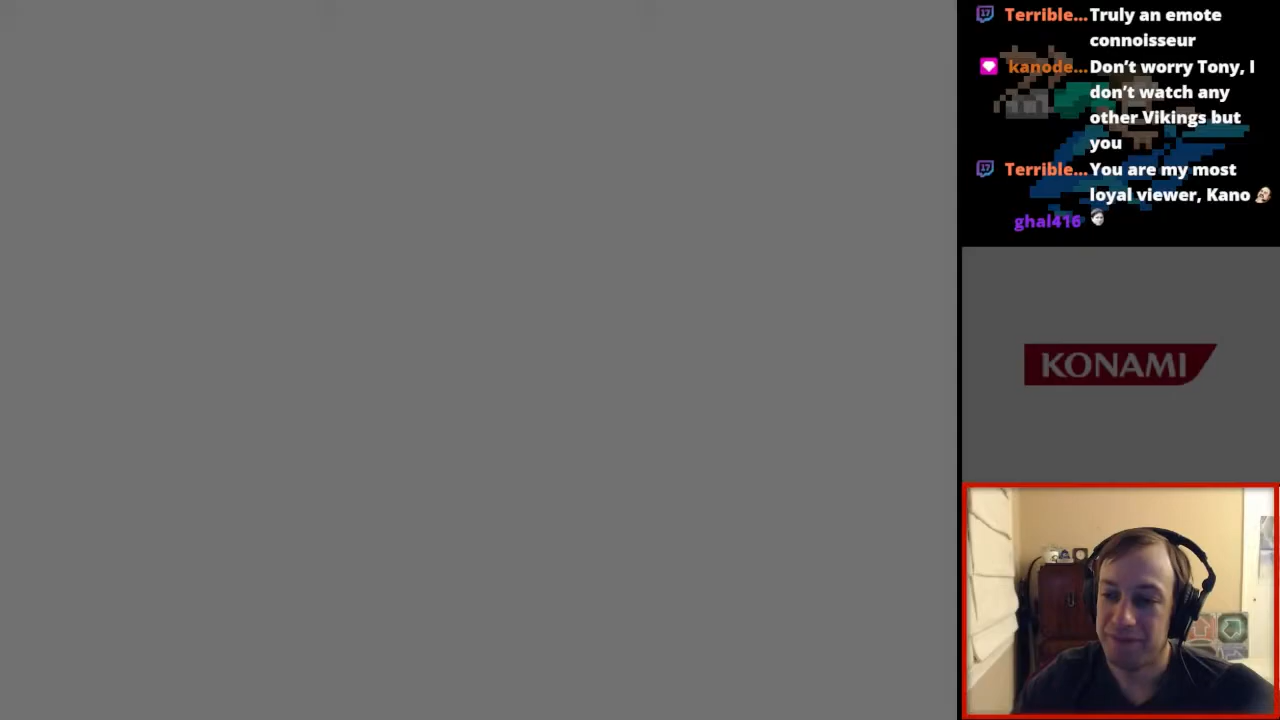 Terrible... Truly an emote
connoisseur
kanode... Don't worry Tony, I
don't watch any
other Vikings but
you
Terrible... You are my most
loyal viewer, Kano
ghal416
KONAMI